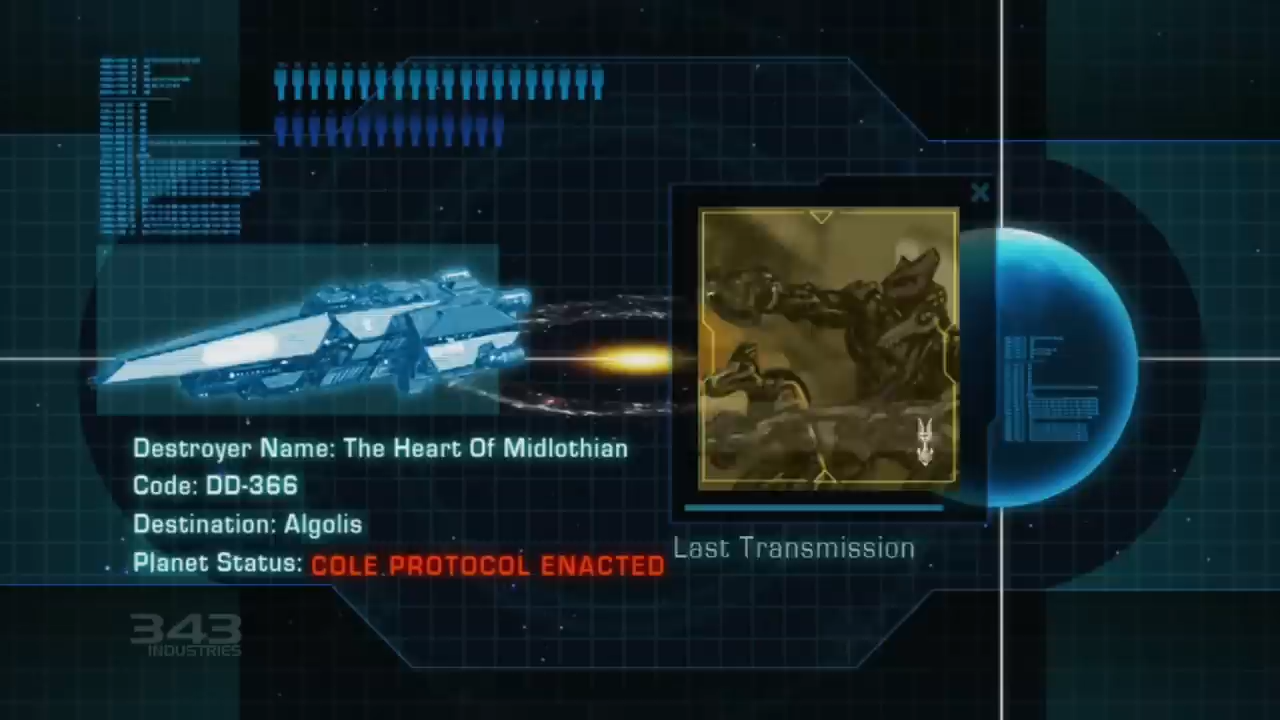 Destroyer Name: The Heart Of Midlothian
Code: DD-366
Destination: Algolis
Planet Status: COLE PROTOCOL ENACTED
Last Transmission
343
INDUSTRIES